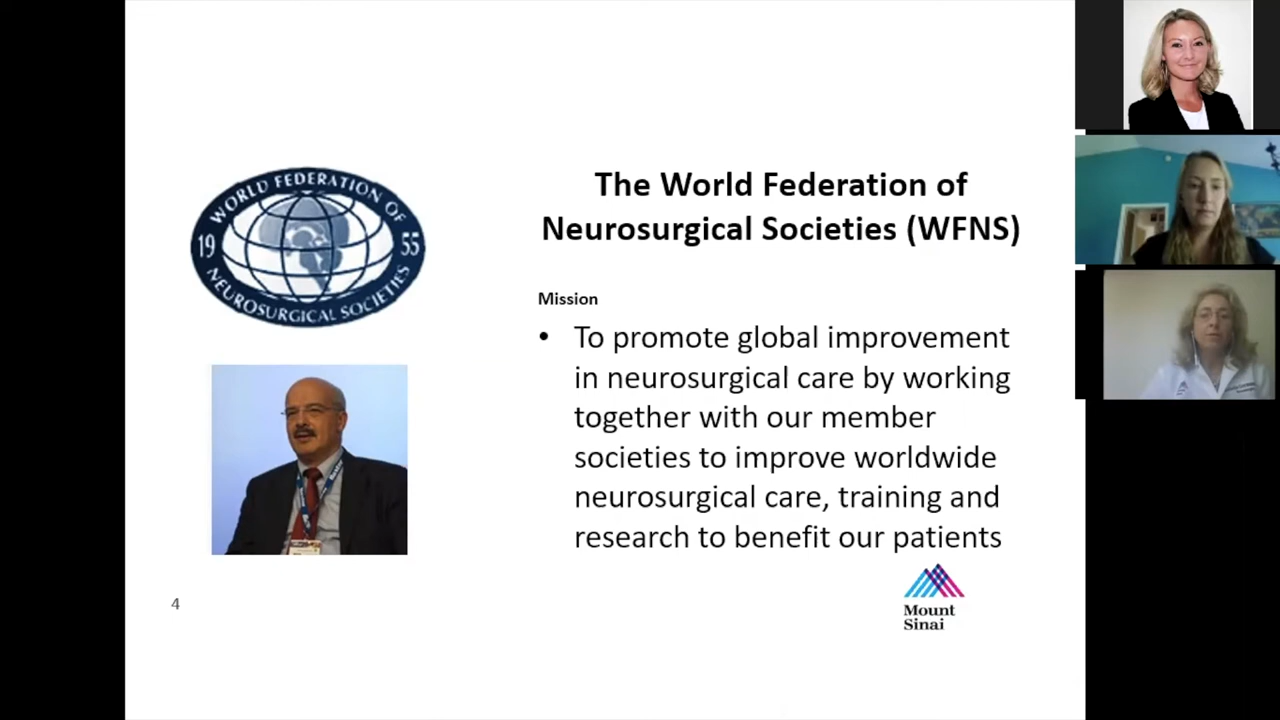 WORLD FEDERATION OF
19 55
NEUROSURGICAL SOCIETIES
The World Federation of
Neurosurgical Societies (WFNS)
Mission
• To promote global improvement
in neurosurgical care by working
together with our member
societies to improve worldwide
neurosurgical care, training and
research to benefit our patients
4
Mount
Sinai